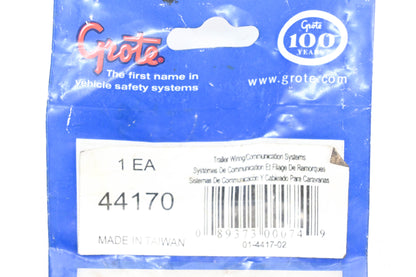 Grote
The first name in
vehicle safety systems
Grote
100
YEARS
www.grote.com
1 EA
44170
MADE IN TAIWAN
Trailer Wiring/Communication Systems
Systemes De Communication Et Filage De Remorques
Sistemas De Communicacion Y Cableado Para Caravanas
0 89373 00074 9
01-4417-02